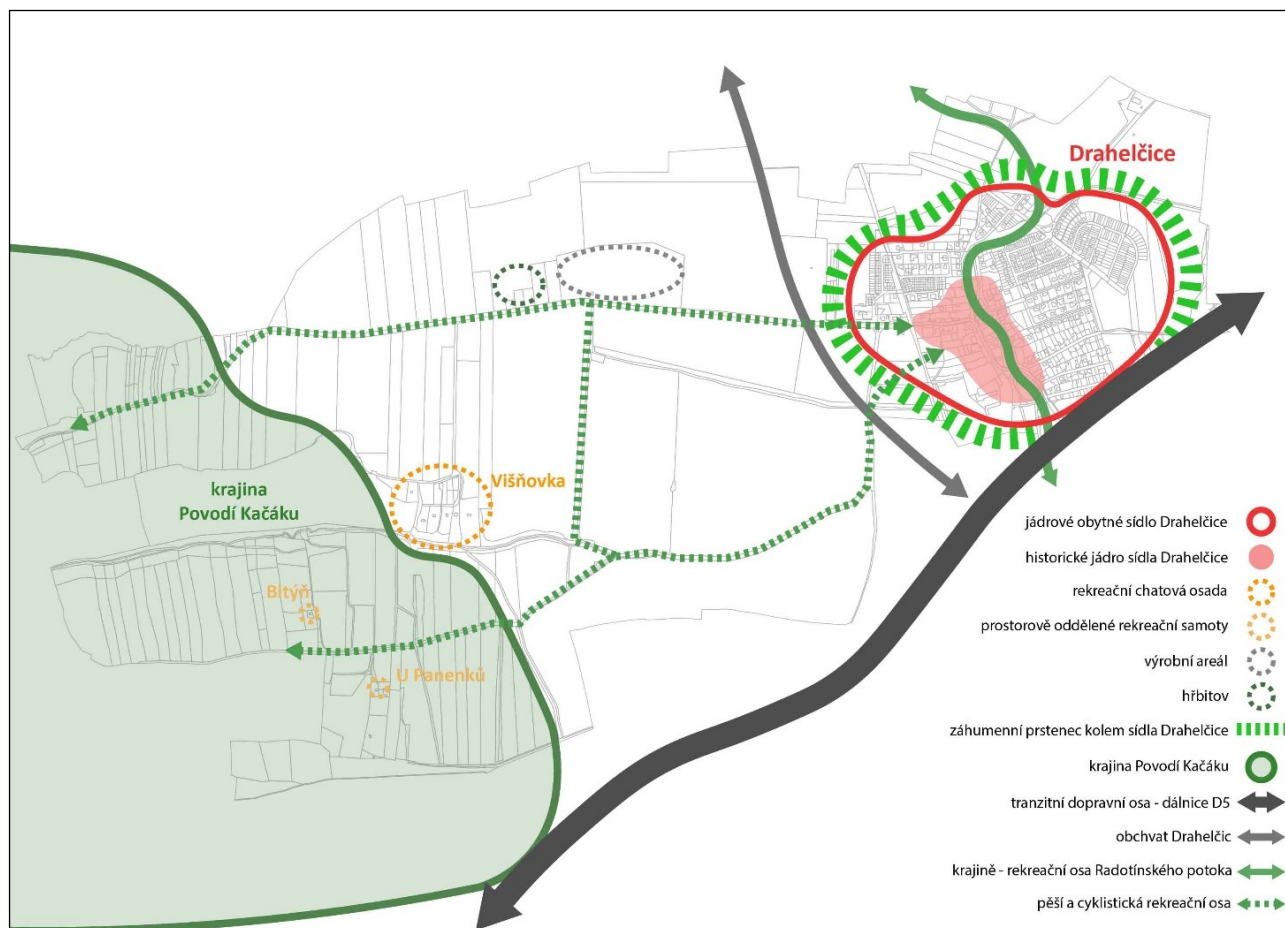 Drahelčice
Višňovka
krajina
Povodí Kačáku
Bitýň
U Panenků
jádrové obytné sídlo Drahelčice
historické jádro sídla Drahelčice
rekreační chatová osada
prostorově oddělené rekreační samoty
výrobní areál
hřbitov
záhumenní prstenec kolem sídla Drahelčice
krajina Povodí Kačáku
tranzitní dopravní osa - dálnice D5
obchvat Drahelčic
krajině - rekreační osa Radotínského potoka
pěší a cyklistická rekreační osa